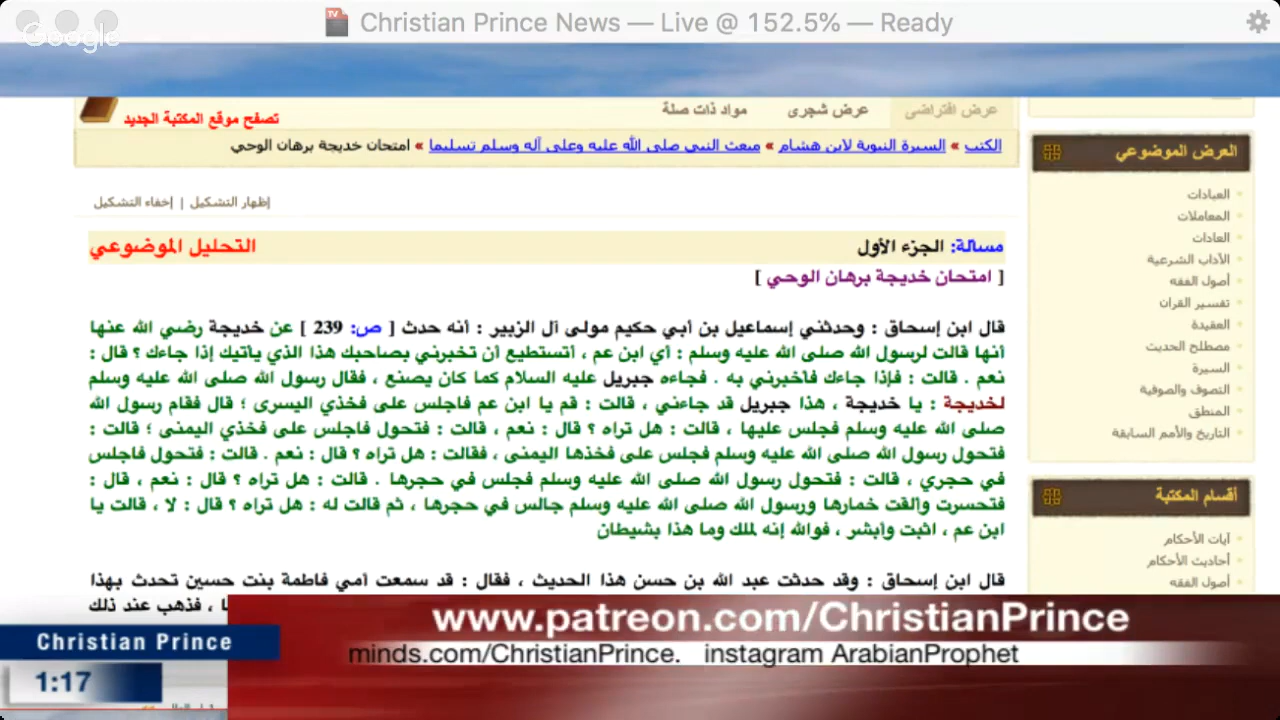 Google
TV Christian Prince News — Live @ 152.5% — Ready
عرض افتراضي عرض شجرى مواد ذات صلة
تصفح موقع المكتبة الجديد
الكتب » السيرة النبوية لابن هشام » مبعث النبي صلى الله عليه وعلى آله وسلم تسليما » امتحان خديجة برهان الوحي
إظهار التشكيل | إخفاء التشكيل
مسألة: الجزء الأول
التحليل الموضوعي
[ امتحان خديجة برهان الوحي ]
قال ابن إسحاق : وحدثني إسماعيل بن أبي حكيم مولى آل الزبير : أنه حدث [ ص: 239 ] عن خديجة رضي الله عنها
أنها قالت لرسول الله صلى الله عليه وسلم : أي ابن عم ، أتستطيع أن تخبرني بصاحبك هذا الذي يأتيك إذا جاءك ؟ قال :
نعم . قالت : فإذا جاءك فأخبرني به . فجاءه جبريل عليه السلام كما كان يصنع ، فقال رسول الله صلى الله عليه وسلم
لخديجة : يا خديجة ، هذا جبريل قد جاءني ، قالت : قم يا ابن عم فاجلس على فخذي اليسرى ؛ قال فقام رسول الله
صلى الله عليه وسلم فجلس عليها ، قالت : هل تراه ؟ قال : نعم ، قالت : فتحول فاجلس على فخذي اليمنى ؛ قالت :
فتحول رسول الله صلى الله عليه وسلم فجلس على فخذها اليمنى ، فقالت : هل تراه ؟ قال : نعم . قالت : فتحول فاجلس
في حجري ، قالت : فتحول رسول الله صلى الله عليه وسلم فجلس في حجرها . قالت : هل تراه ؟ قال : نعم ، قال :
فتحسرت وألقت خمارها ورسول الله صلى الله عليه وسلم جالس في حجرها ، ثم قالت له : هل تراه ؟ قال : لا ، قالت يا
ابن عم ، اثبت وأبشر ، فوالله إنه لملك وما هذا بشيطان
قال ابن إسحاق : وقد حدثت عبد الله بن حسن هذا الحديث ، فقال : قد سمعت أمي فاطمة بنت حسين تحدث بهذا
، فذهب عند ذلك
العرض الموضوعي
العبادات
المعاملات
العادات
الآداب الشرعية
أصول الفقه
تفسير القران
العقيدة
مصطلح الحديث
السيرة
التصوف والصوفية
المنطق
التاريخ والأمم السابقة
أقسام المكتبة
آيات الأحكام
أحاديث الأحكام
أصول الفقه
www.patreon.com/ChristianPrince
Christian Prince
minds.com/ChristianPrince. instagram ArabianProphet
1:17